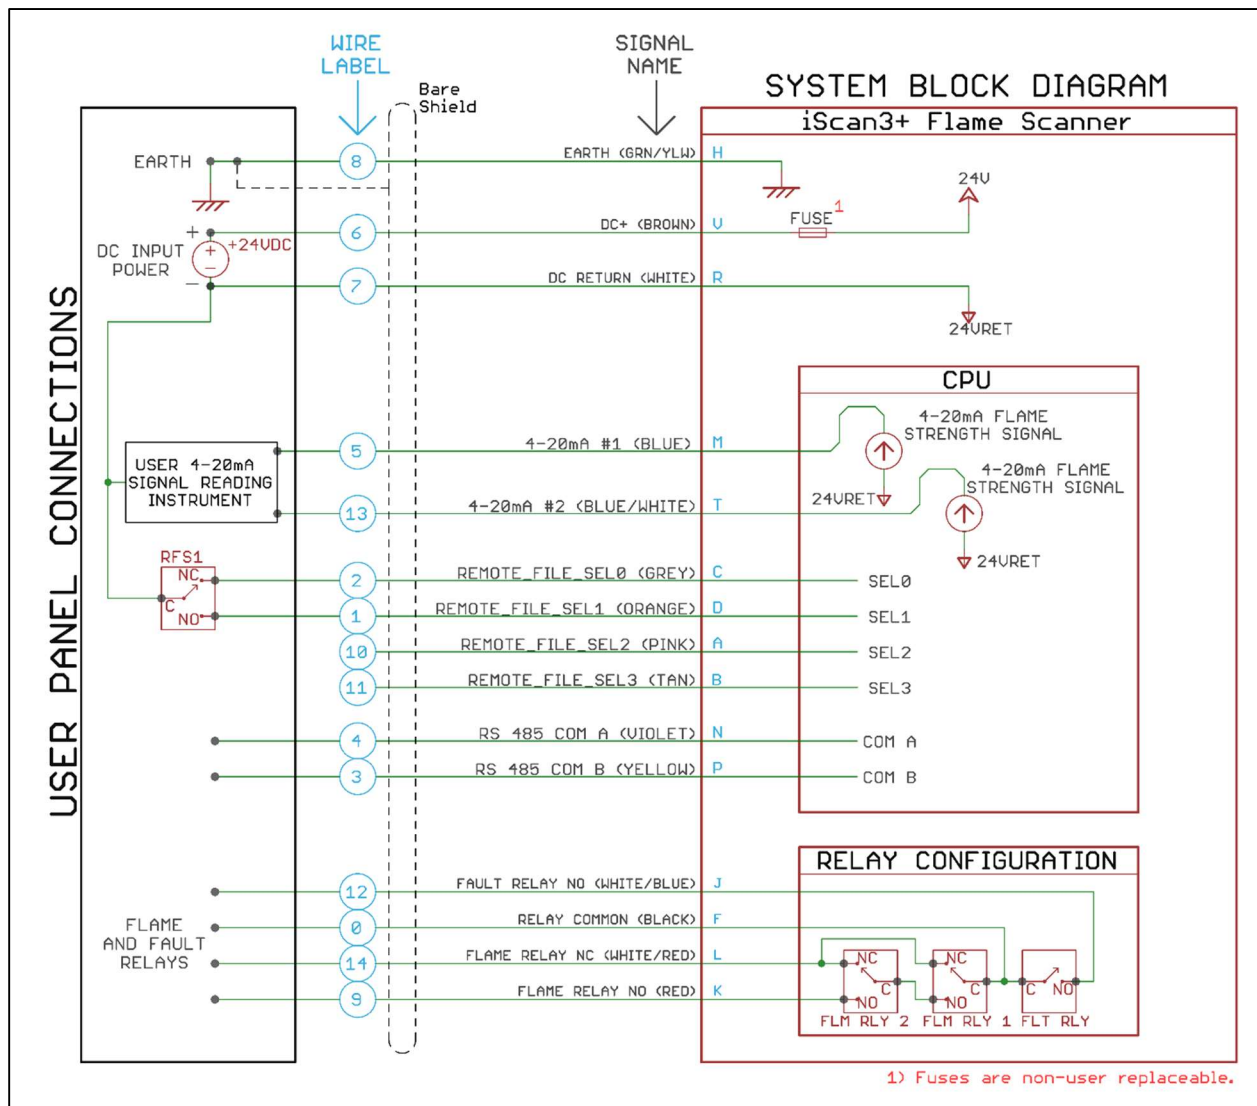 WIRE
LABEL
SIGNAL
NAME
Bare
Shield
SYSTEM BLOCK DIAGRAM
iScan3+ Flame Scanner
USER PANEL CONNECTIONS
EARTH
8
EARTH (GRN/YLW)
H
24V
+
DC INPUT
POWER
-
+
-
+24VDC
6
DC+ (BROWN)
V
FUSE
1
7
DC RETURN (WHITE)
R
24VRET
CPU
USER 4-20mA
SIGNAL READING
INSTRUMENT
5
4-20mA #1 (BLUE)
M
4-20mA FLAME
STRENGTH SIGNAL
24VRET
13
4-20mA #2 (BLUE/WHITE)
T
4-20mA FLAME
STRENGTH SIGNAL
24VRET
RFS1
NC
C
NO
2
REMOTE_FILE_SEL0 (GREY)
C
SEL0
1
REMOTE_FILE_SEL1 (ORANGE)
D
SEL1
10
REMOTE_FILE_SEL2 (PINK)
A
SEL2
11
REMOTE_FILE_SEL3 (TAN)
B
SEL3
4
RS 485 COM A (VIOLET)
N
COM A
3
RS 485 COM B (YELLOW)
P
COM B
FLAME
AND FAULT
RELAYS
12
FAULT RELAY NO (WHITE/BLUE)
J
0
RELAY COMMON (BLACK)
F
14
FLAME RELAY NC (WHITE/RED)
L
9
FLAME RELAY NO (RED)
K
RELAY CONFIGURATION
NC
C
NO
FLM RLY 2
NC
C
NO
FLM RLY 1
C
NO
FLT RLY
1) Fuses are non-user replaceable.